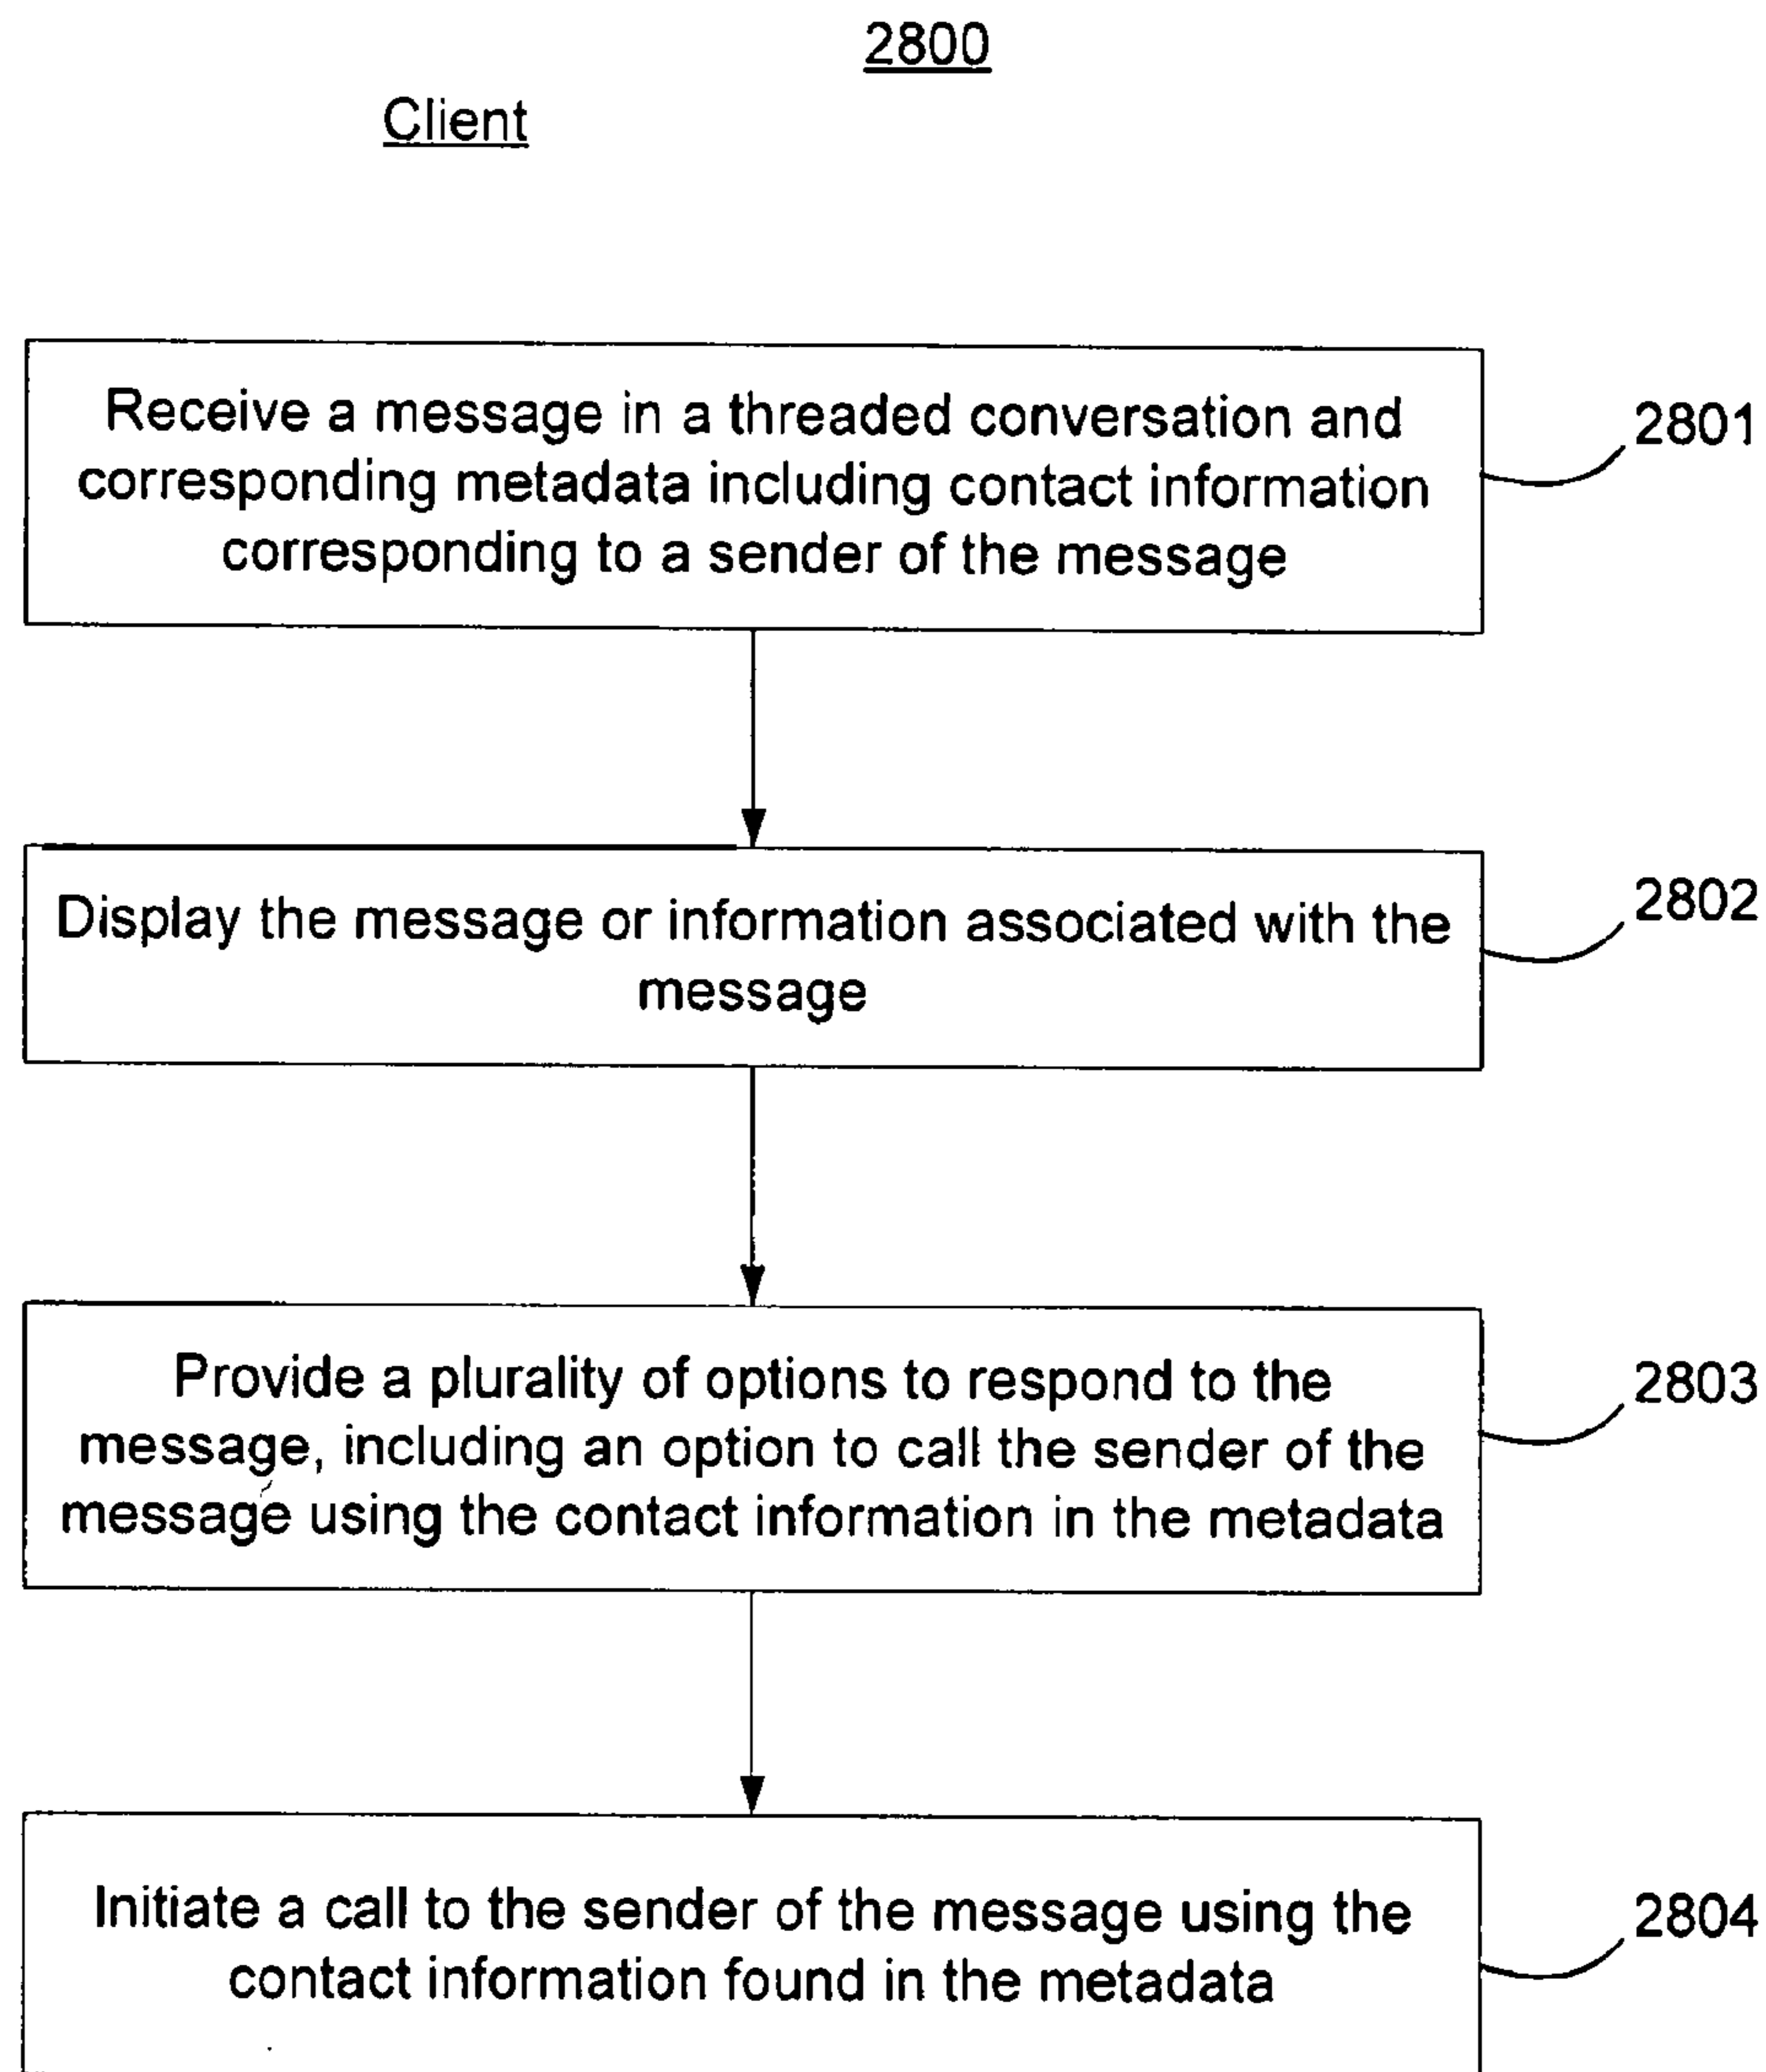 2800
Client
Receive a message in a threaded conversation and
corresponding metadata including contact information
corresponding to a sender of the message
2801
Display the message or information associated with the
message
2802
Provide a plurality of options to respond to the
message, including an option to call the sender of the
message using the contact information in the metadata
2803
Initiate a call to the sender of the message using the
contact information found in the metadata
2804